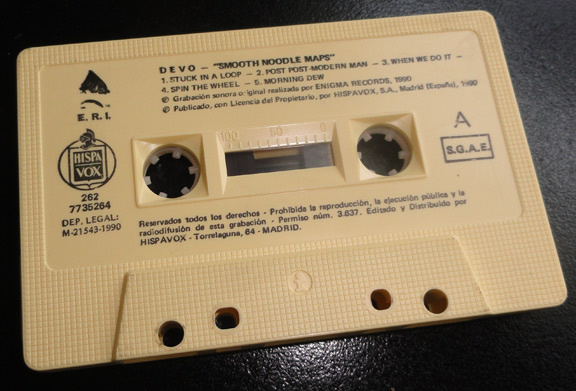 DEVO — "SMOOTH NOODLE MAPS"
1. STUCK IN A LOOP — 2. POST POST-MODERN MAN — 3. WHEN WE DO IT —
4. SPIN THE WHEEL — 5. MORNING DEW
℗ Grabación sonora original realizada por ENIGMA RECORDS, 1990
© Publicado, con Licencia del Propietario, por HISPAVOX, S.A., Madrid (España), 1990
E. R. I.
HISPA
VOX
262
7735264
DEP. LEGAL:
M-21543-1990
100 50 0
A
S.G.A.E.
Reservados todos los derechos - Prohibida la reproducción, la ejecución pública y la
radiodifusión de esta grabación - Permiso núm. 3.637. Editado y Distribuido por
HISPAVOX - Torrelaguna, 64 - MADRID.